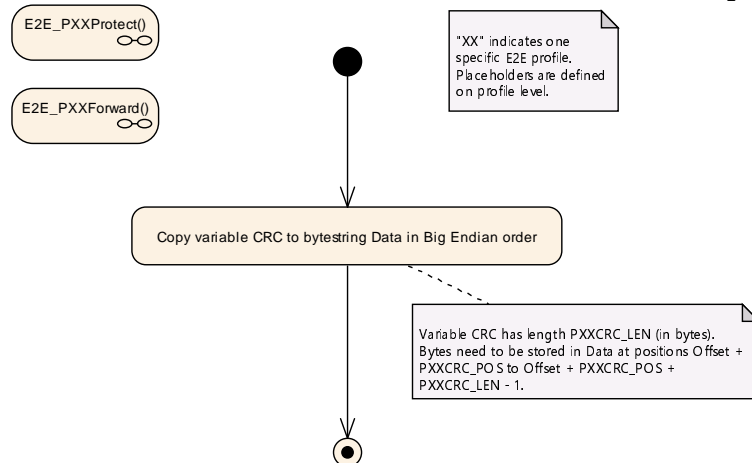 E2E_PXXProtect()
E2E_PXXForward()
"XX" indicates one
specific E2E profile.
Placeholders are defined
on profile level.
Copy variable CRC to bytestring Data in Big Endian order
Variable CRC has length PXXCRC_LEN (in bytes).
Bytes need to be stored in Data at positions Offset +
PXXCRC_POS to Offset + PXXCRC_POS +
PXXCRC_LEN - 1.